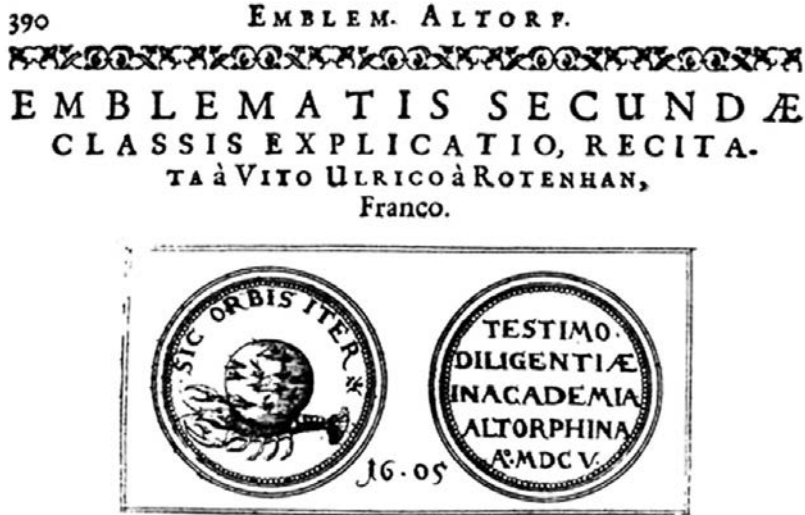 390 EMBLEM. ALTORF.
EMBLEMATIS SECUNDÆ
CLASSIS EXPLICATIO, RECITA-
TA à VITO ULRICO à ROTENHAN,
Franco.
SIC ORBIS ITER
TESTIMO.
DILIGENTIÆ
IN ACADEMIA
ALTORPHINA
Aº. MDC V.
16.05